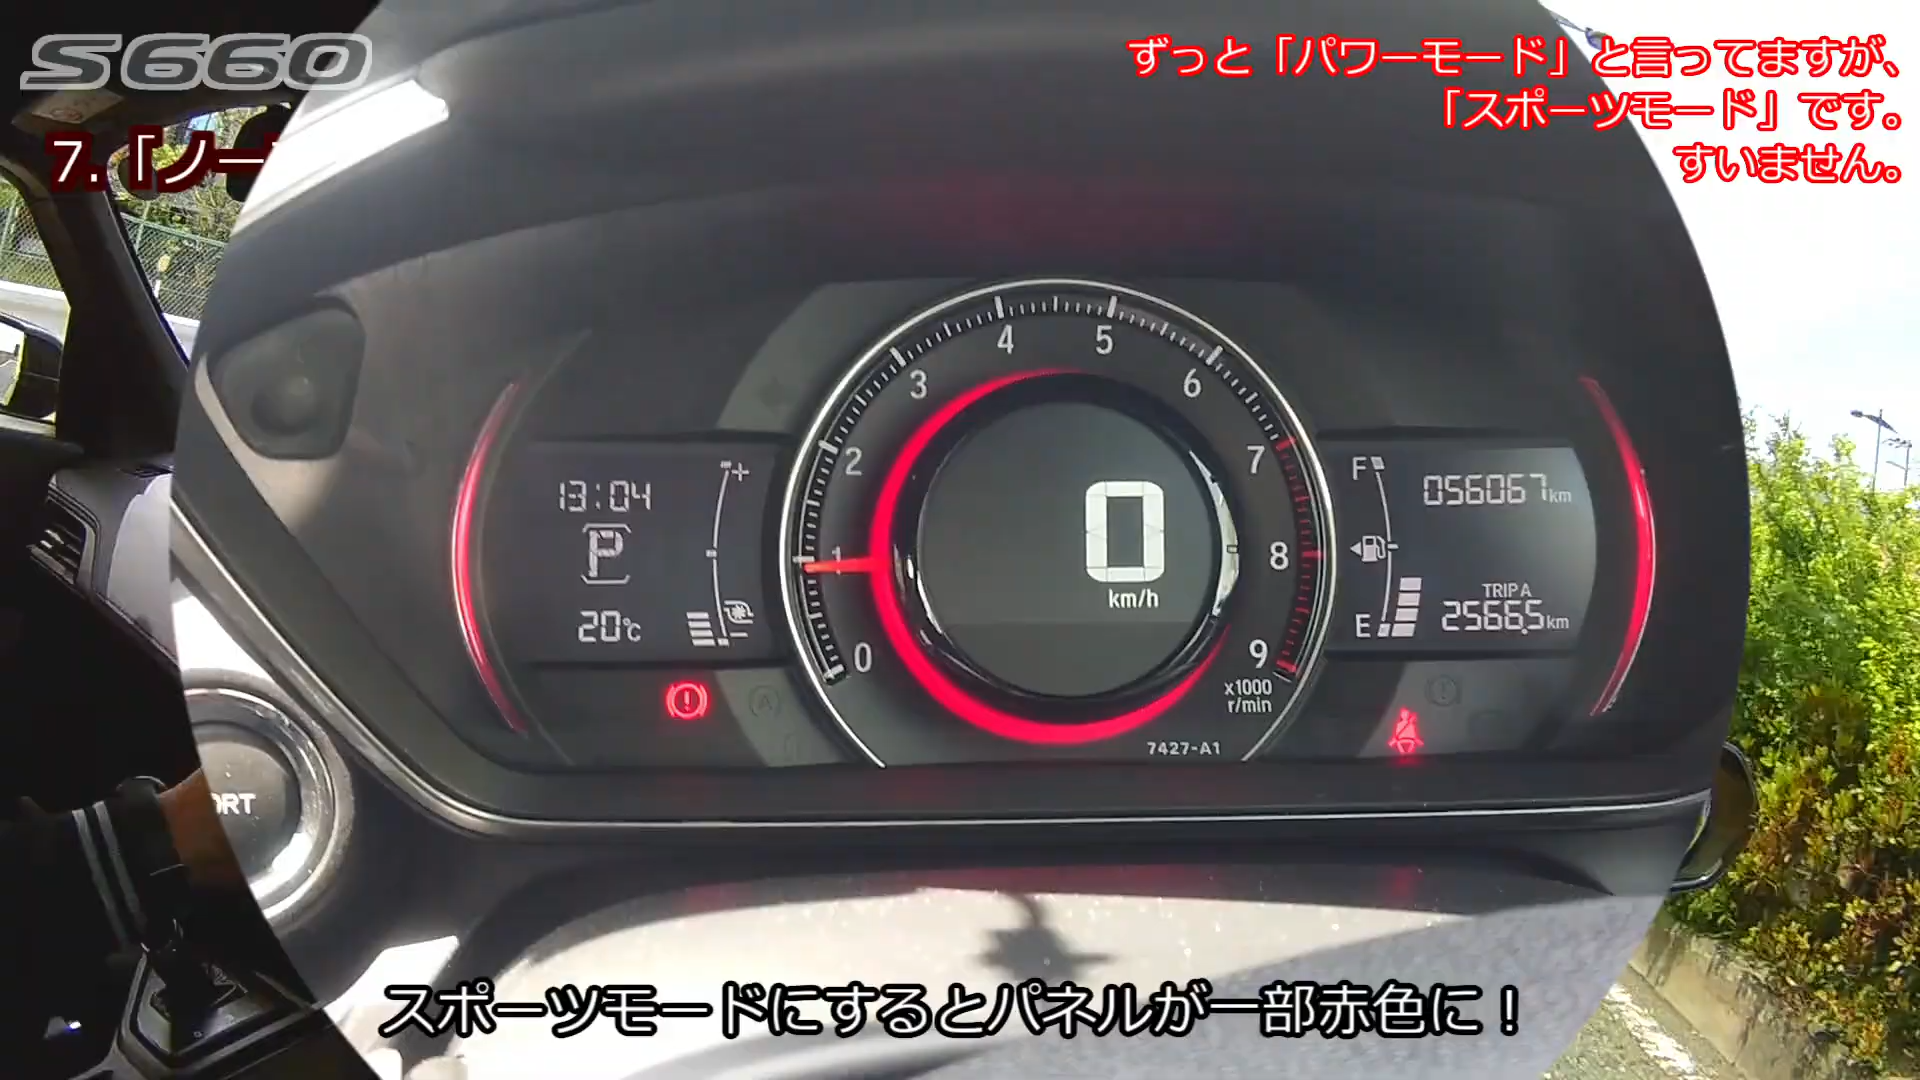 S660
ずっと「パワーモード」と言ってますが、
「スポーツモード」です。
すいません。
7.「ノー
4
5
3
6
2
7
1
8
0
9
x1000
r/min
7427-A1
13:04
P
20℃
+
-
0
km/h
F
E
056067km
TRIP A
2566.5km
ORT
スポーツモードにするとパネルが一部赤色に！